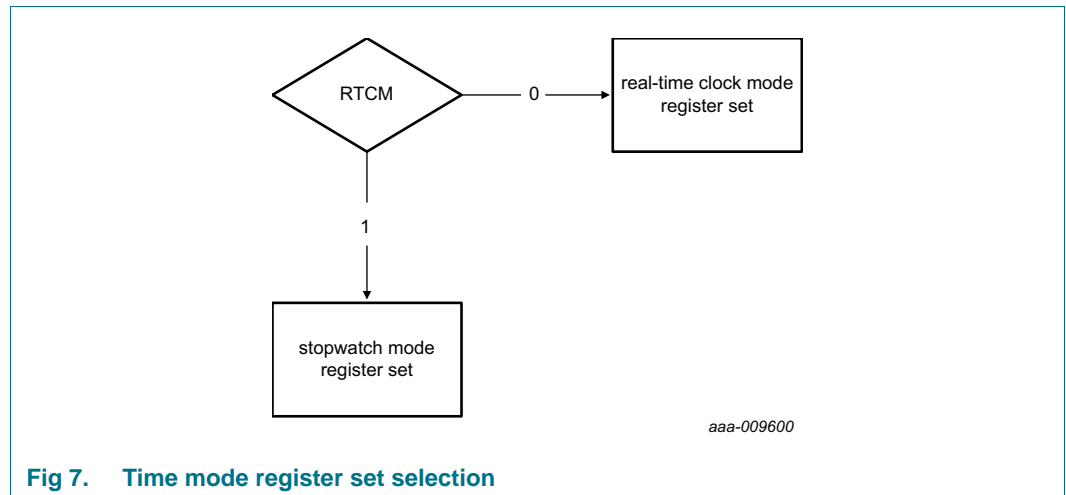 RTCM
0
real-time clock mode
register set
1
stopwatch mode
register set
aaa-009600
Fig 7. Time mode register set selection